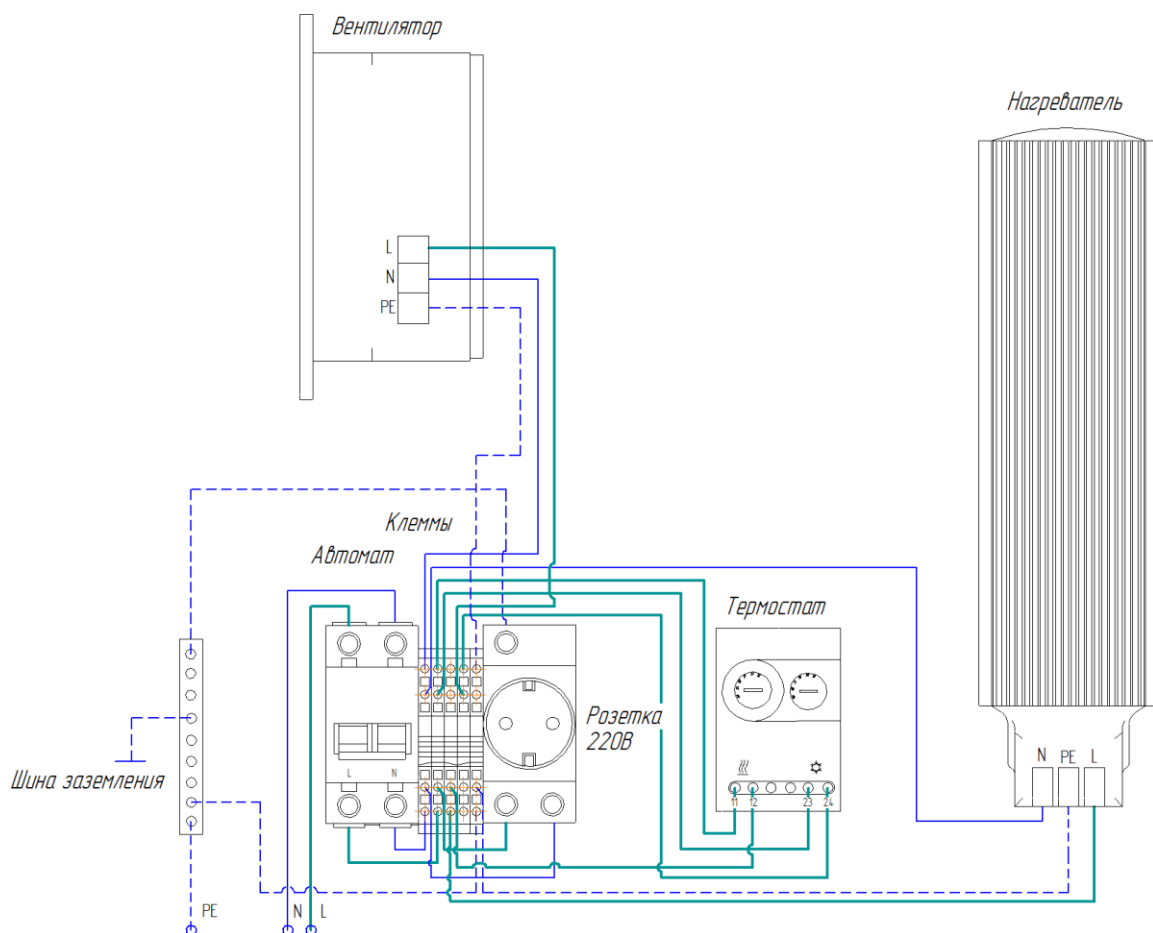 Вентилятор
Нагреватель
L
N
PE
Клеммы
Автомат
Термостат
Розетка
220В
L
N
N
PE
L
Шина заземления
11
12
23
24
PE
N
L